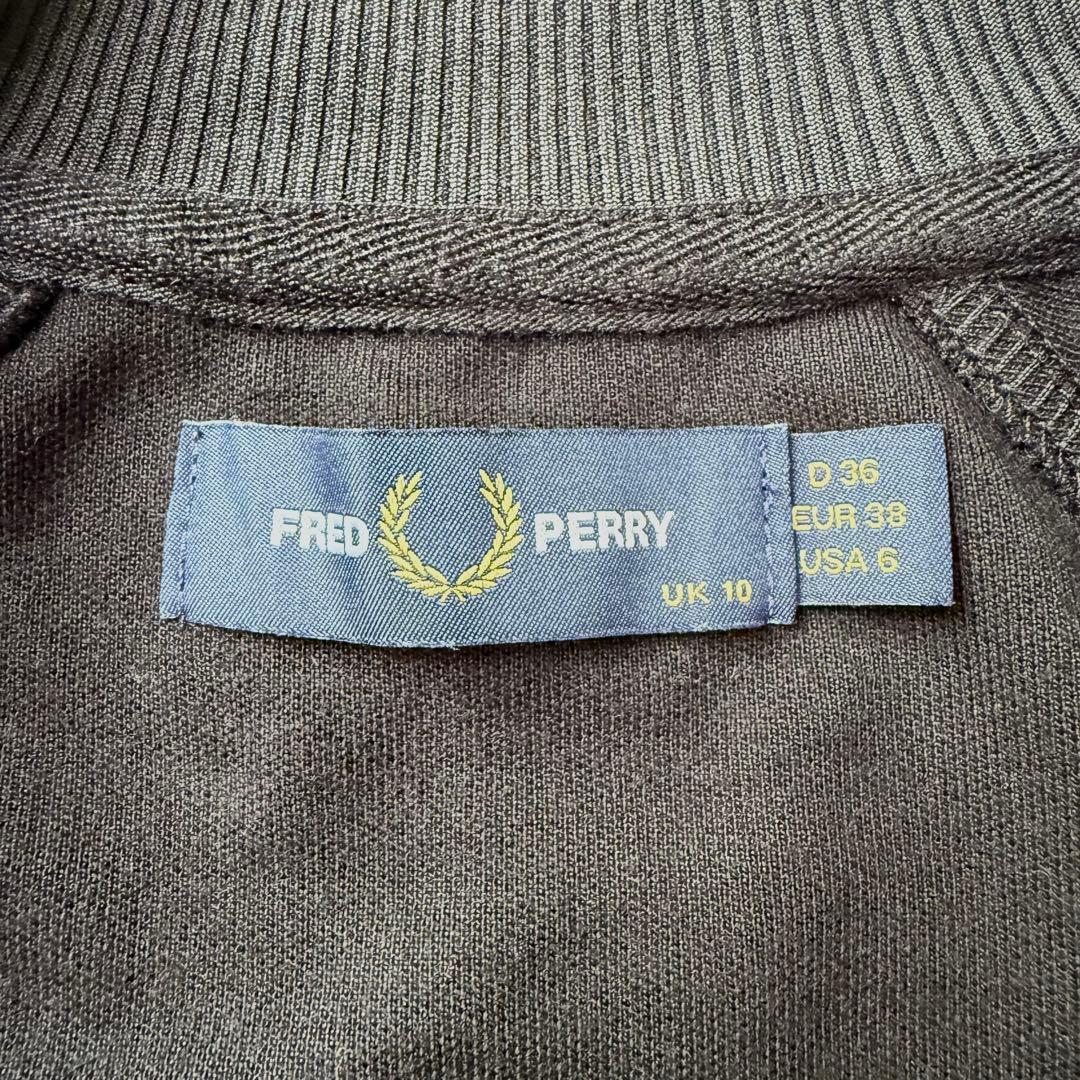 FRED PERRY
UK 10
D 36
EUR 38
USA 6